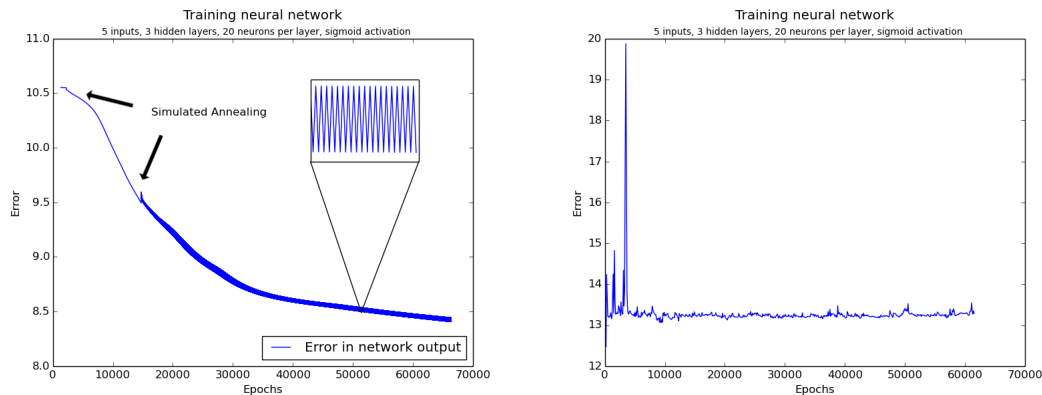 Training neural network
5 inputs, 3 hidden layers, 20 neurons per layer, sigmoid activation
11.0
10.5
10.0
9.5
9.0
8.5
8.0
Error
Simulated Annealing
Error in network output
0 10000 20000 30000 40000 50000 60000 70000
Epochs
Training neural network
5 inputs, 3 hidden layers, 20 neurons per layer, sigmoid activation
20
19
18
17
16
15
14
13
12
Error
0 10000 20000 30000 40000 50000 60000 70000
Epochs